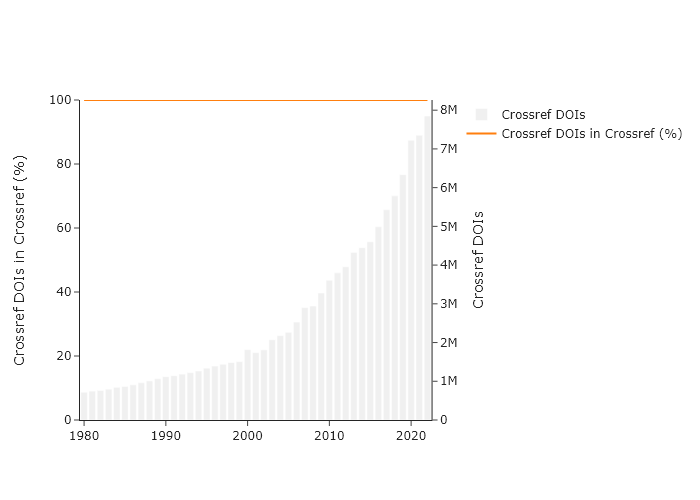 100
80
60
40
20
0
Crossref DOIs in Crossref (%)
1980
1990
2000
2010
2020
8M
7M
6M
5M
4M
3M
2M
1M
0
Crossref DOIs
Crossref DOIs
Crossref DOIs in Crossref (%)